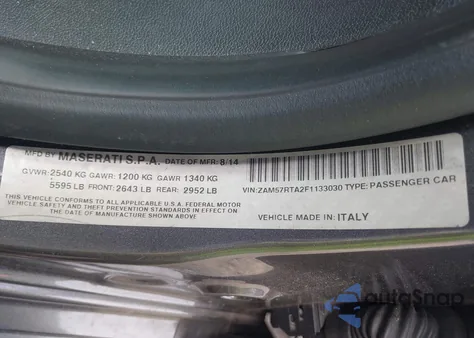 MFD BY MASERATI S.P.A. DATE OF MFR: 8/14
GVWR: 2540 KG GAWR: 1200 KG GAWR 1340 KG
5595 LB FRONT: 2643 LB REAR: 2952 LB
THIS VEHICLE CONFORMS TO ALL APPLICABLE U.S.A. FEDERAL MOTOR
VEHICLE SAFETY BUMPER AND THEFT PREVENTION STANDARDS IN EFFECT ON
THE DATE OF MANUFACTURE SHOWN ABOVE.
VIN: ZAM57RTA2F1133030 TYPE: PASSENGER CAR
VEHICLE MADE IN: ITALY
autoSnap